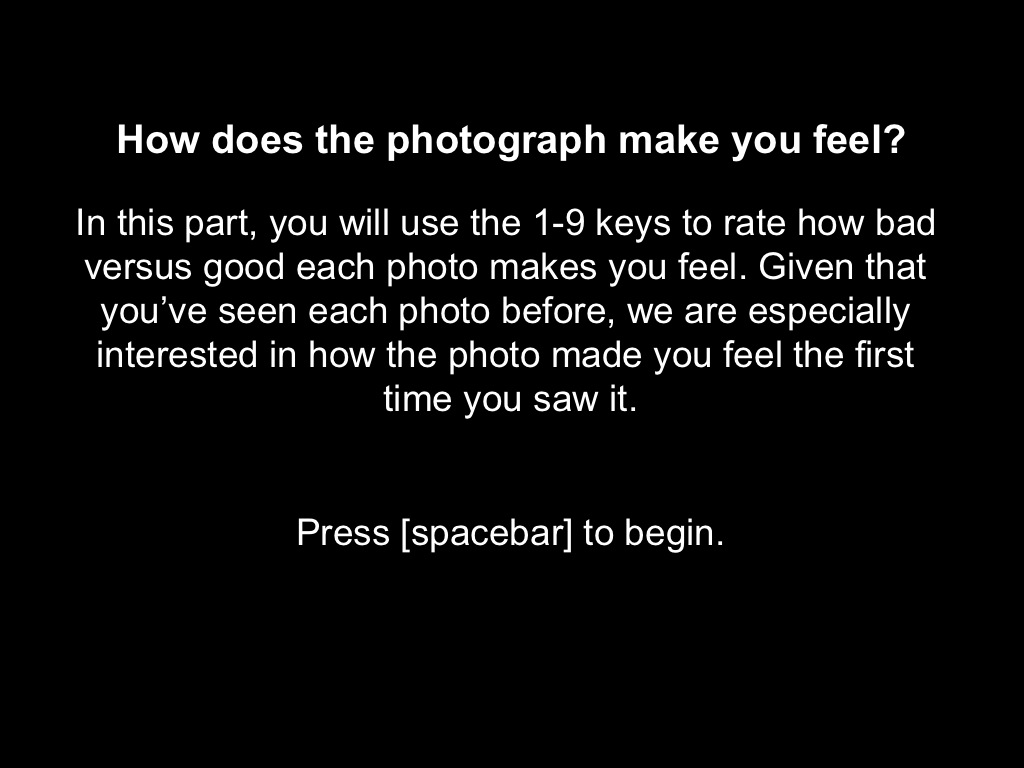 How does the photograph make you feel?
In this part, you will use the 1-9 keys to rate how bad
versus good each photo makes you feel. Given that
you’ve seen each photo before, we are especially
interested in how the photo made you feel the first
time you saw it.
Press [spacebar] to begin.